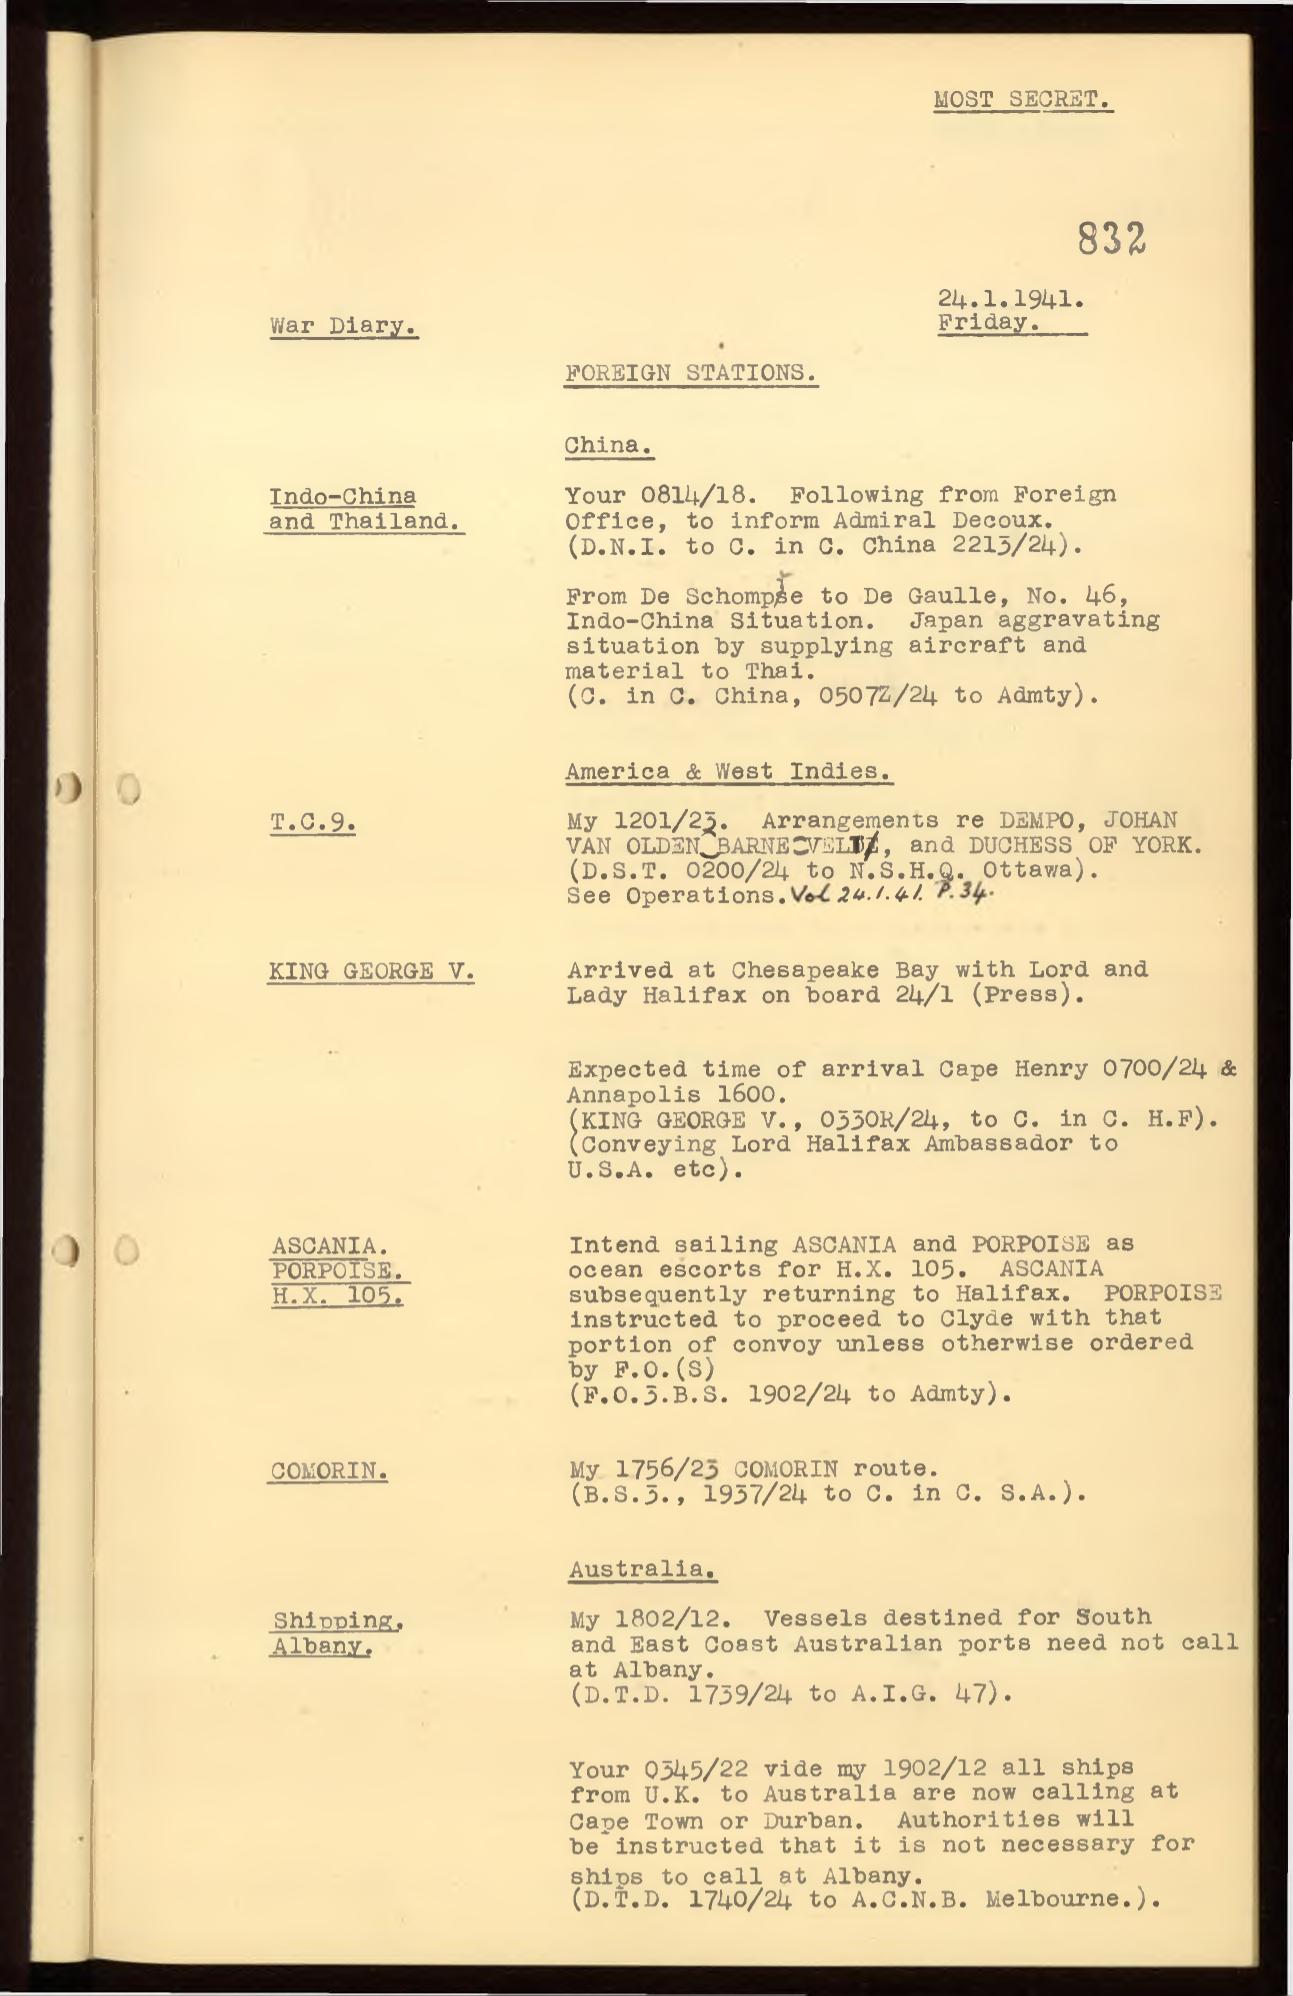 MOST SECRET.
832
24.1.1941.
War Diary.
Friday.
FOREIGN STATIONS.
China.
Indo-China
and Thailand.
Your 0814/18. Following from Foreign
Office, to inform Admiral Decoux.
(D.N.I. to C. in C. China 2213/24).
From De Schompre to De Gaulle, No. 46,
Indo-China Situation. Japan aggravating
situation by supplying aircraft and
material to Thai.
(C. in C. China, 0507Z/24 to Admty).
America & West Indies.
T.C.9.
My 1201/23. Arrangements re DEMPO, JOHAN
VAN OLDEN BARNEVELDT, and DUCHESS OF YORK.
(D.S.T. 0200/24 to N.S.H.Q. Ottawa).
See Operations. Vol 24.1.41. P.34.
KING GEORGE V.
Arrived at Chesapeake Bay with Lord and
Lady Halifax on board 24/1 (Press).
Expected time of arrival Cape Henry 0700/24 &
Annapolis 1600.
(KING GEORGE V., 0330R/24, to C. in C. H.F).
(Conveying Lord Halifax Ambassador to
U.S.A. etc).
ASCANIA.
PORPOISE.
H.X. 105.
Intend sailing ASCANIA and PORPOISE as
ocean escorts for H.X. 105. ASCANIA
subsequently returning to Halifax. PORPOISE
instructed to proceed to Clyde with that
portion of convoy unless otherwise ordered
by F.O.(S)
(F.O.3.B.S. 1902/24 to Admty).
COMORIN.
My 1756/23 COMORIN route.
(B.S.3., 1937/24 to C. in C. S.A.).
Australia.
Shipping.
Albany.
My 1802/12. Vessels destined for South
and East Coast Australian ports need not call
at Albany.
(D.T.D. 1739/24 to A.I.G. 47).
Your 0345/22 vide my 1902/12 all ships
from U.K. to Australia are now calling at
Cape Town or Durban. Authorities will
be instructed that it is not necessary for
ships to call at Albany.
(D.T.D. 1740/24 to A.C.N.B. Melbourne.).